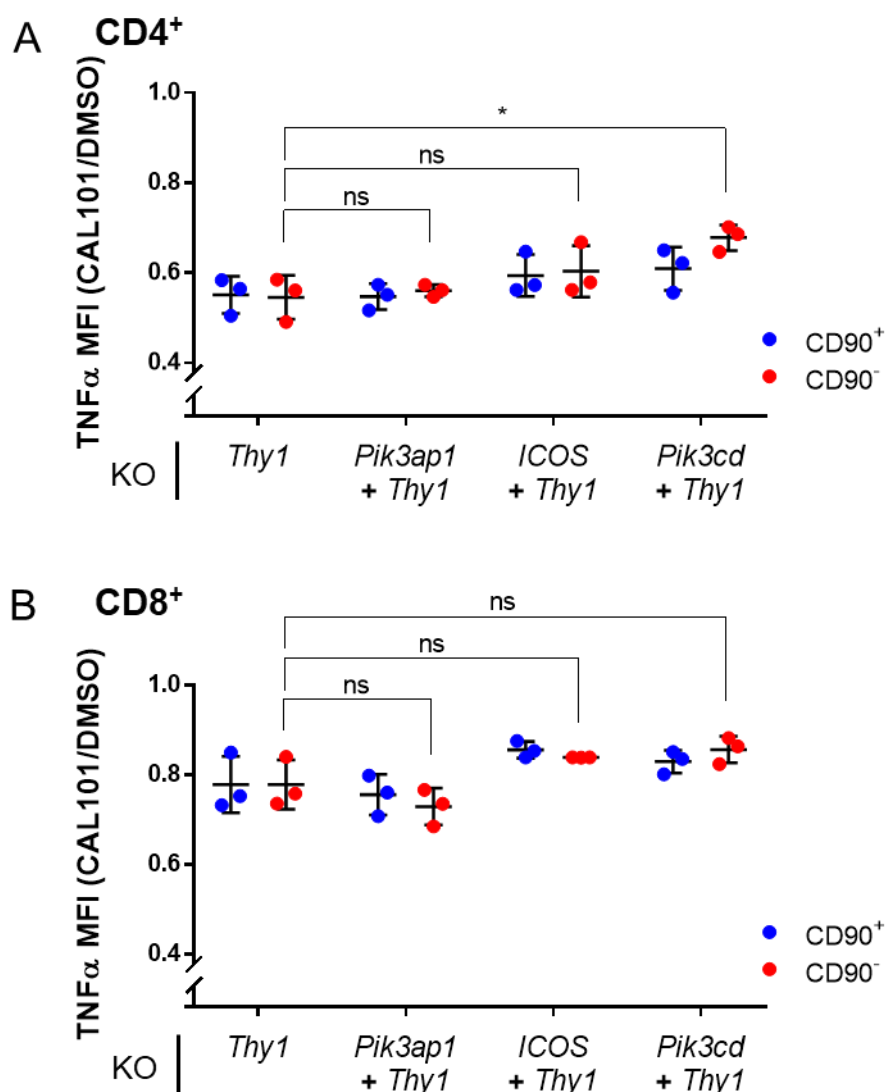 A
CD4⁺
TNFα MFI (CAL101/DMSO)
1.0
0.8
0.6
0.4
*
ns
ns
CD90⁺
CD90⁻
KO
Thy1
Pik3ap1
+ Thy1
ICOS
+ Thy1
Pik3cd
+ Thy1
B
CD8⁺
TNFα MFI (CAL101/DMSO)
1.0
0.8
0.6
0.4
ns
ns
ns
CD90⁺
CD90⁻
KO
Thy1
Pik3ap1
+ Thy1
ICOS
+ Thy1
Pik3cd
+ Thy1